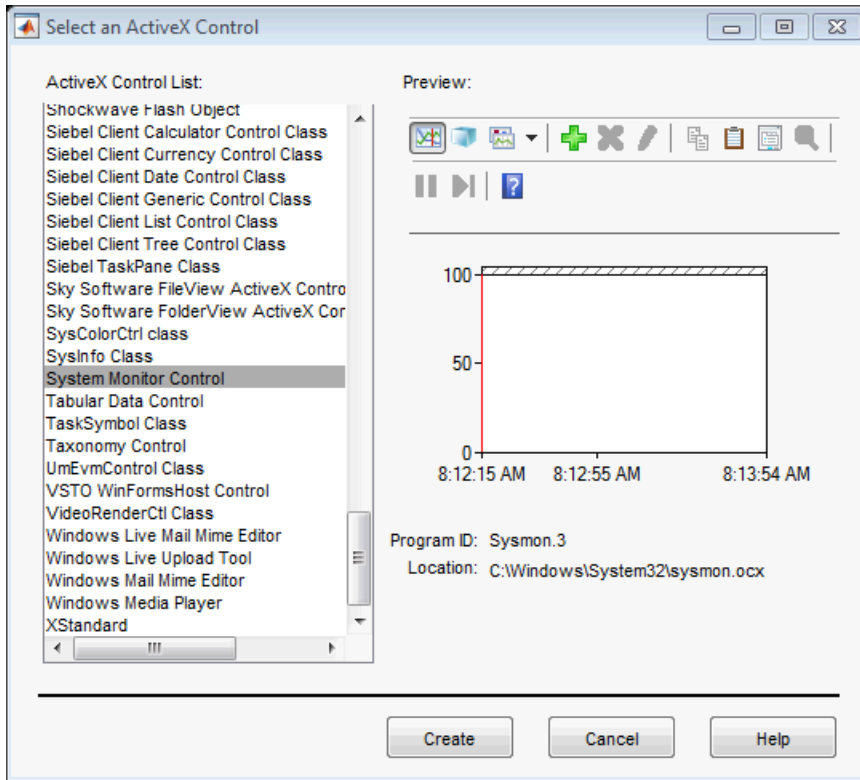 Select an ActiveX Control
ActiveX Control List:
Shockwave Flash Object
Siebel Client Calculator Control Class
Siebel Client Currency Control Class
Siebel Client Date Control Class
Siebel Client Generic Control Class
Siebel Client List Control Class
Siebel Client Tree Control Class
Siebel TaskPane Class
Sky Software FileView ActiveX Contro
Sky Software FolderView ActiveX Cor
SysColorCtrl class
SysInfo Class
System Monitor Control
Tabular Data Control
TaskSymbol Class
Taxonomy Control
UmEvmControl Class
VSTO WinFormsHost Control
VideoRenderCtl Class
Windows Live Mail Mime Editor
Windows Live Upload Tool
Windows Mail Mime Editor
Windows Media Player
XStandard
Preview:
?
100
50
0
8:12:15 AM 8:12:55 AM 8:13:54 AM
Program ID: Sysmon.3
Location: C:\Windows\System32\sysmon.ocx
Create Cancel Help